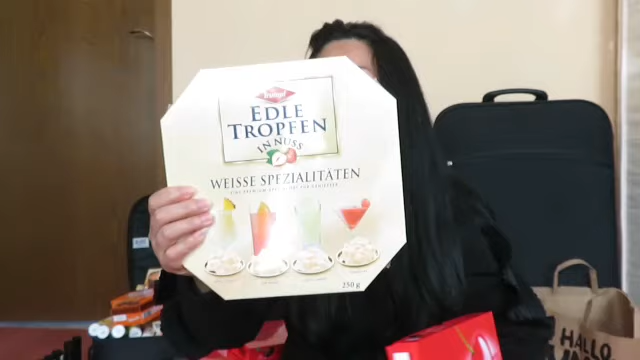 EDLE
TROPFEN
IN NUSS
WEISSE SPEZIALITÄTEN
250 g
HALLO